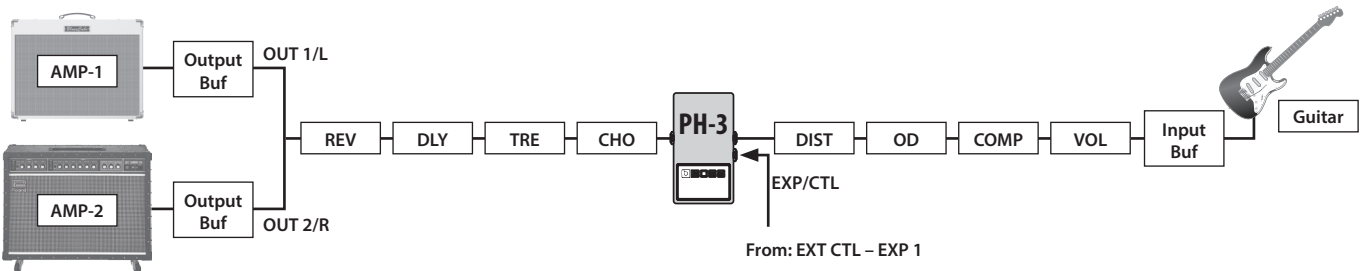 OUT 1/L
AMP-1
Output
Buf
REV
DLY
TRE
CHO
PH-3
BOSS
DIST
OD
COMP
VOL
Input
Buf
Guitar
EXP/CTL
AMP-2
Output
Buf
OUT 2/R
From: EXT CTL – EXP 1